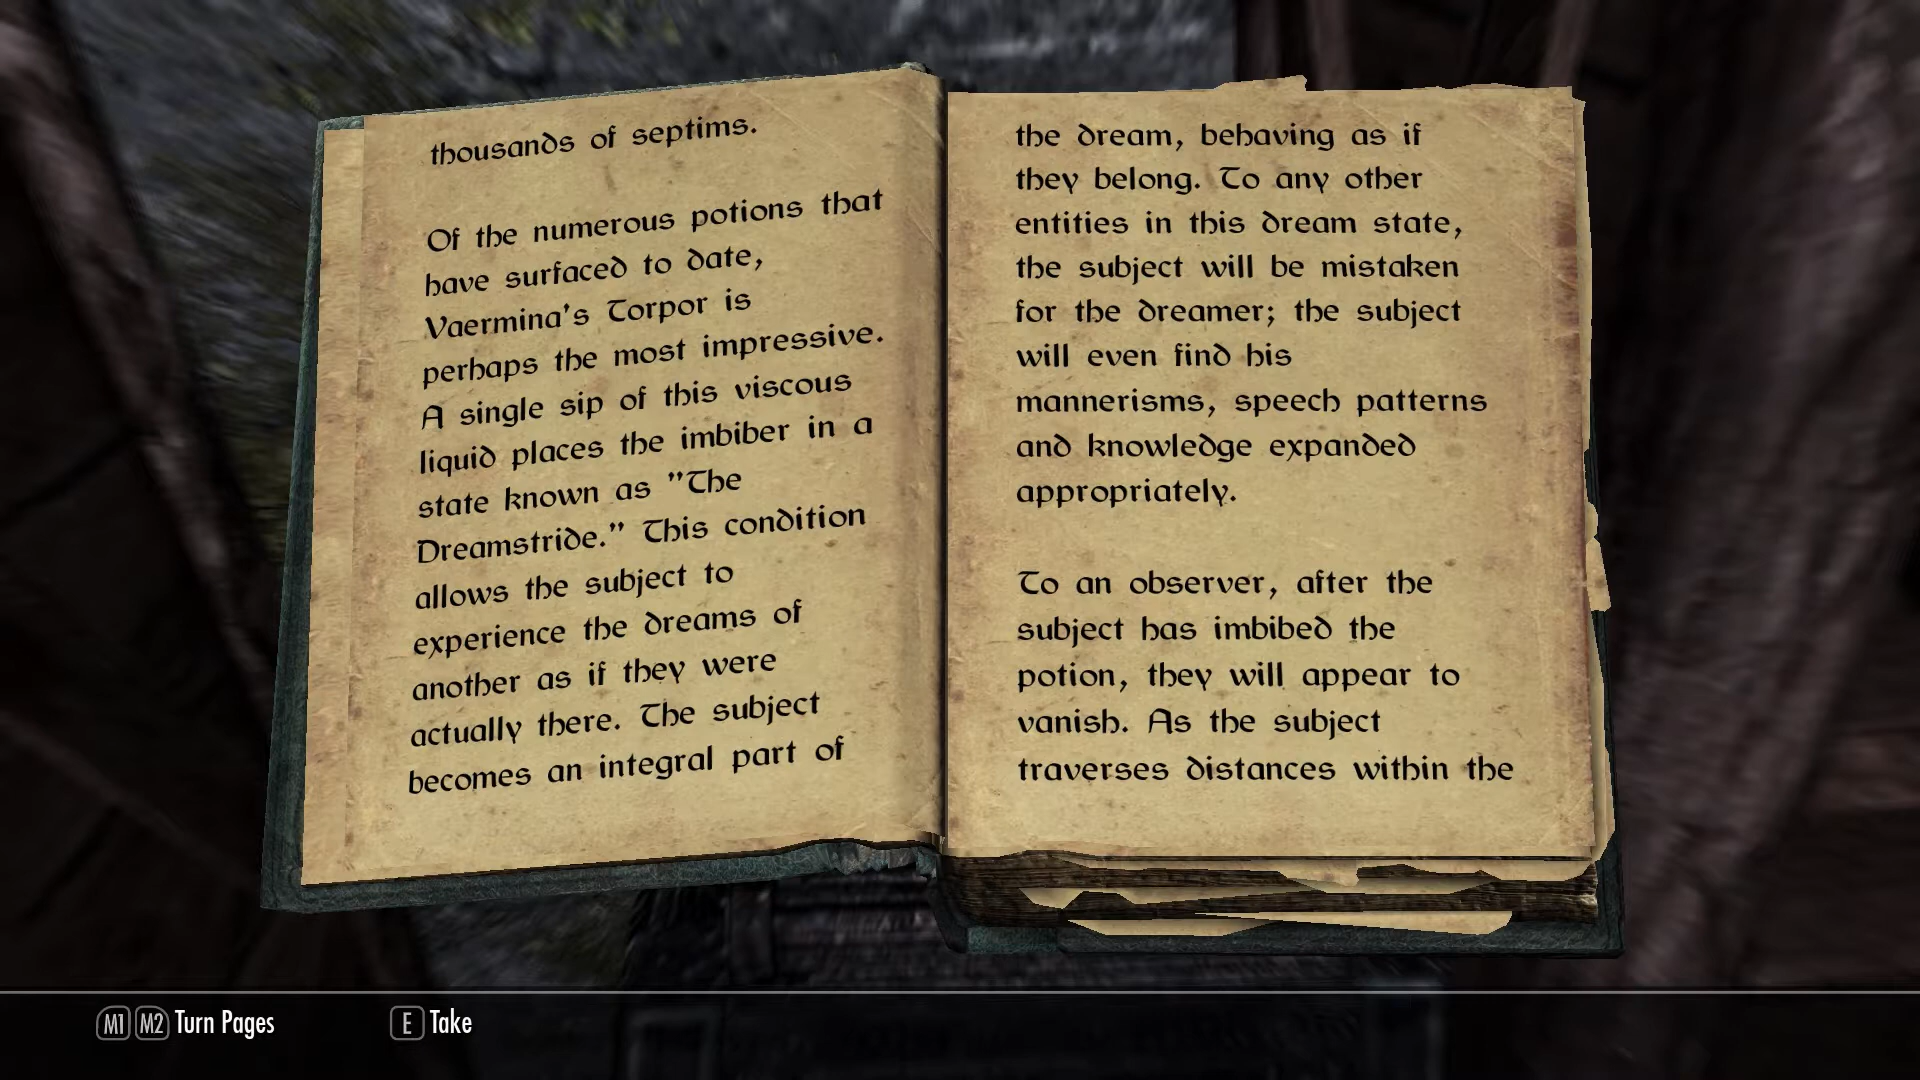 thousands of septims.
Of the numerous potions that
have surfaced to date,
Vaermina's Torpor is
perhaps the most impressive.
A single sip of this viscous
liquid places the imbiber in a
state known as "The
Dreamstride." This condition
allows the subject to
experience the dreams of
another as if they were
actually there. The subject
becomes an integral part of
the dream, behaving as if
they belong. To any other
entities in this dream state,
the subject will be mistaken
for the dreamer; the subject
will even find his
mannerisms, speech patterns
and knowledge expanded
appropriately.
To an observer, after the
subject has imbibed the
potion, they will appear to
vanish. As the subject
traverses distances within the
M1 M2 Turn Pages
E Take